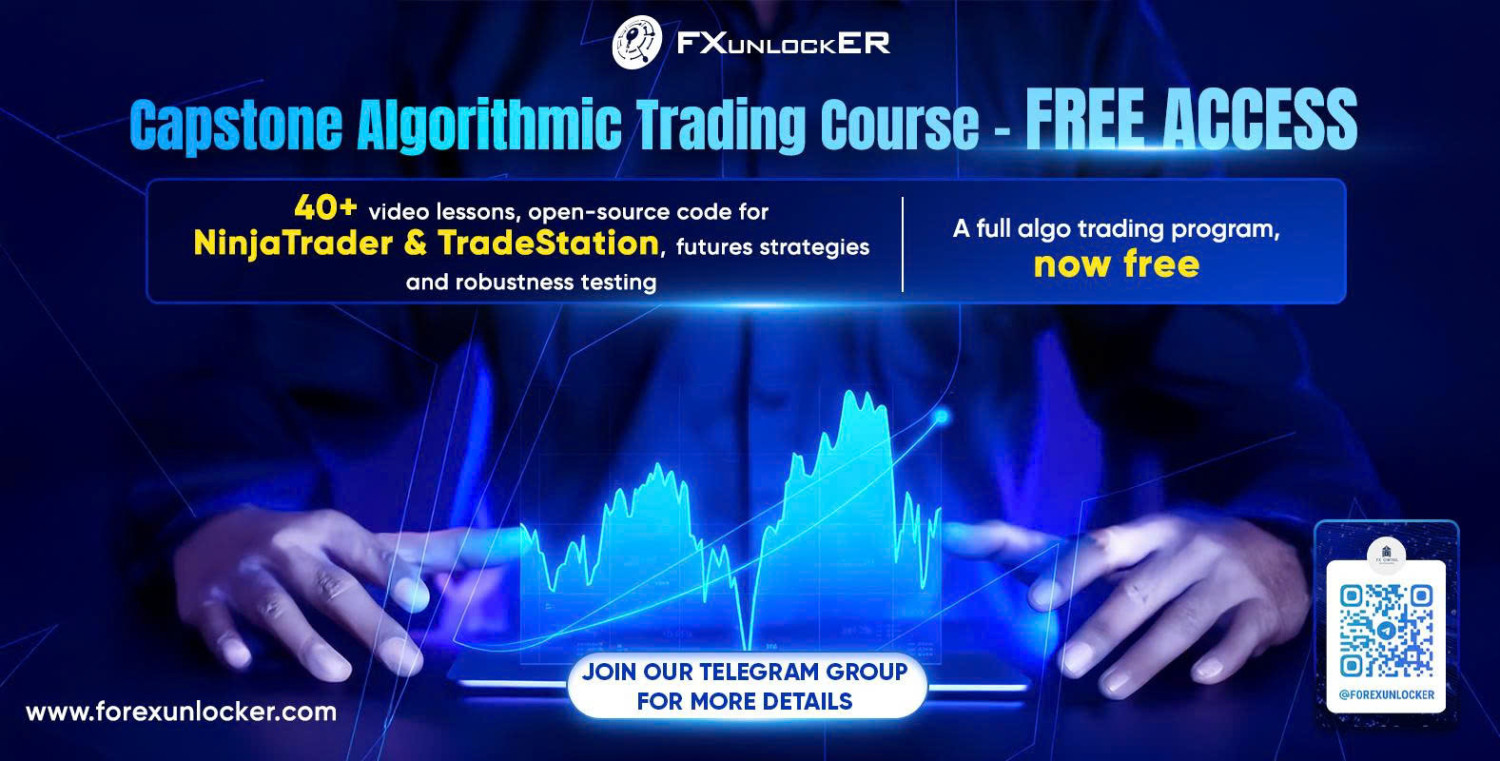 FXUNLOCKER
Capstone Algorithmic Trading Course - FREE ACCESS
40+ video lessons, open-source code for
NinjaTrader & TradeStation, futures strategies
and robustness testing
A full algo trading program,
now free
JOIN OUR TELEGRAM GROUP
FOR MORE DETAILS
www.forexunlocker.com
@FOREXUNLOCKER